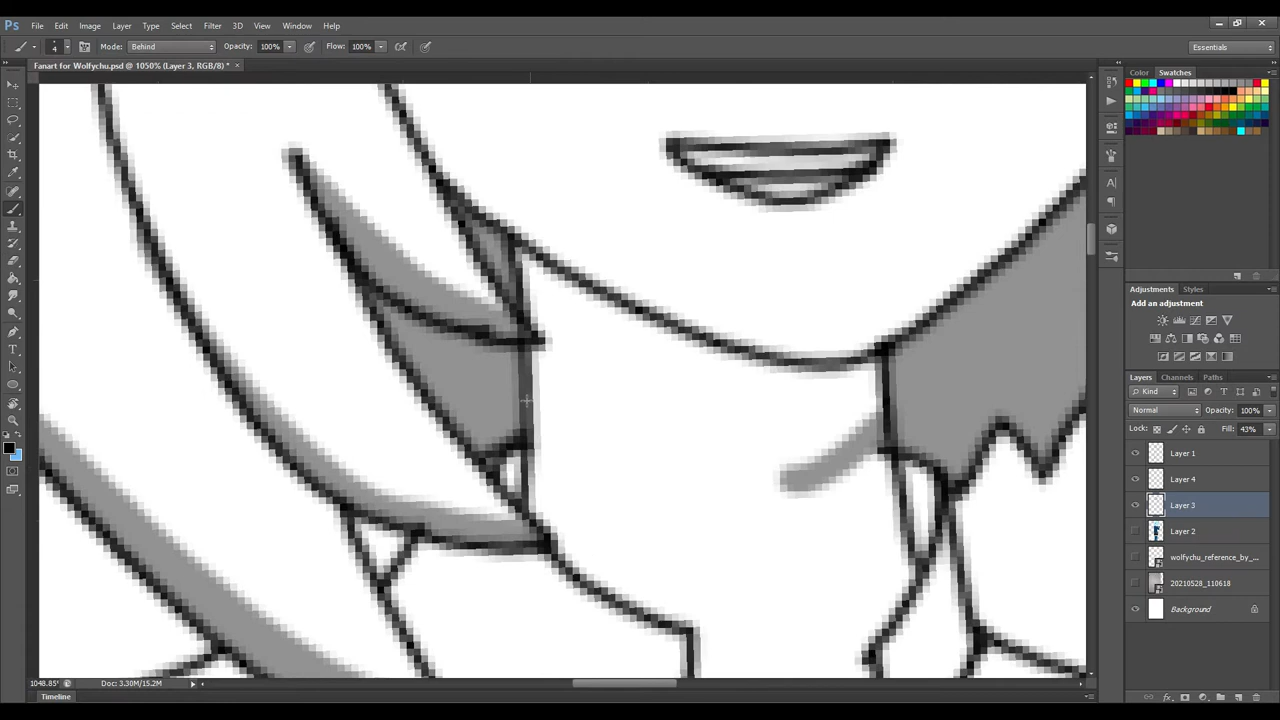 Ps File Edit Image Layer Type Select Filter 3D View Window Help
4 Mode: Behind Opacity: 100% Flow: 100% Essentials
Fanart for Wolfychu.psd @ 1050% (Layer 3, RGB/8) * ×
Color Swatches
Adjustments Styles
Add an adjustment
Layers Channels Paths
Kind
Normal Opacity: 100%
Lock: Fill: 43%
Layer 1
Layer 4
Layer 3
Layer 2
wolfychu_reference_by_...
20210528_110618
Background
1048.85% Doc: 3.30M/15.2M
Timeline